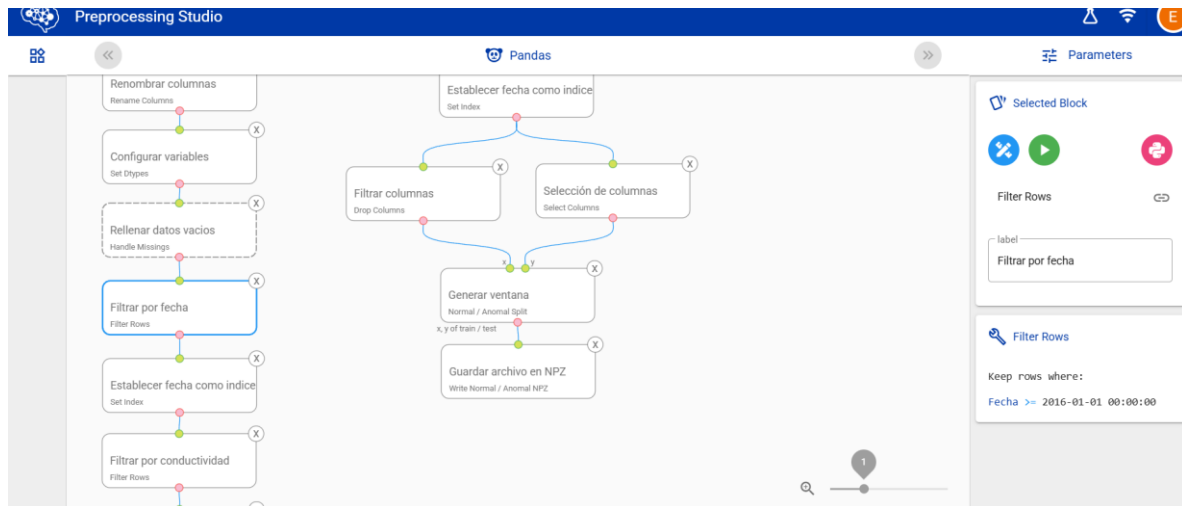 Preprocessing Studio
E
Pandas
Parameters
Renombrar columnas
Rename Columns
X
Configurar variables
Set Dtypes
X
Rellenar datos vacios
Handle Missings
X
Filtrar por fecha
Filter Rows
X
Establecer fecha como indice
Set Index
X
Filtrar por conductividad
Filter Rows
Establecer fecha como indice
Set Index
X
Filtrar columnas
Drop Columns
X
Selección de columnas
Select Columns
x y
X
Generar ventana
Normal / Anomal Split
x, y of train / test
X
Guardar archivo en NPZ
Write Normal / Anomal NPZ
1
Selected Block
Filter Rows
label
Filtrar por fecha
Filter Rows
Keep rows where:
Fecha >= 2016-01-01 00:00:00